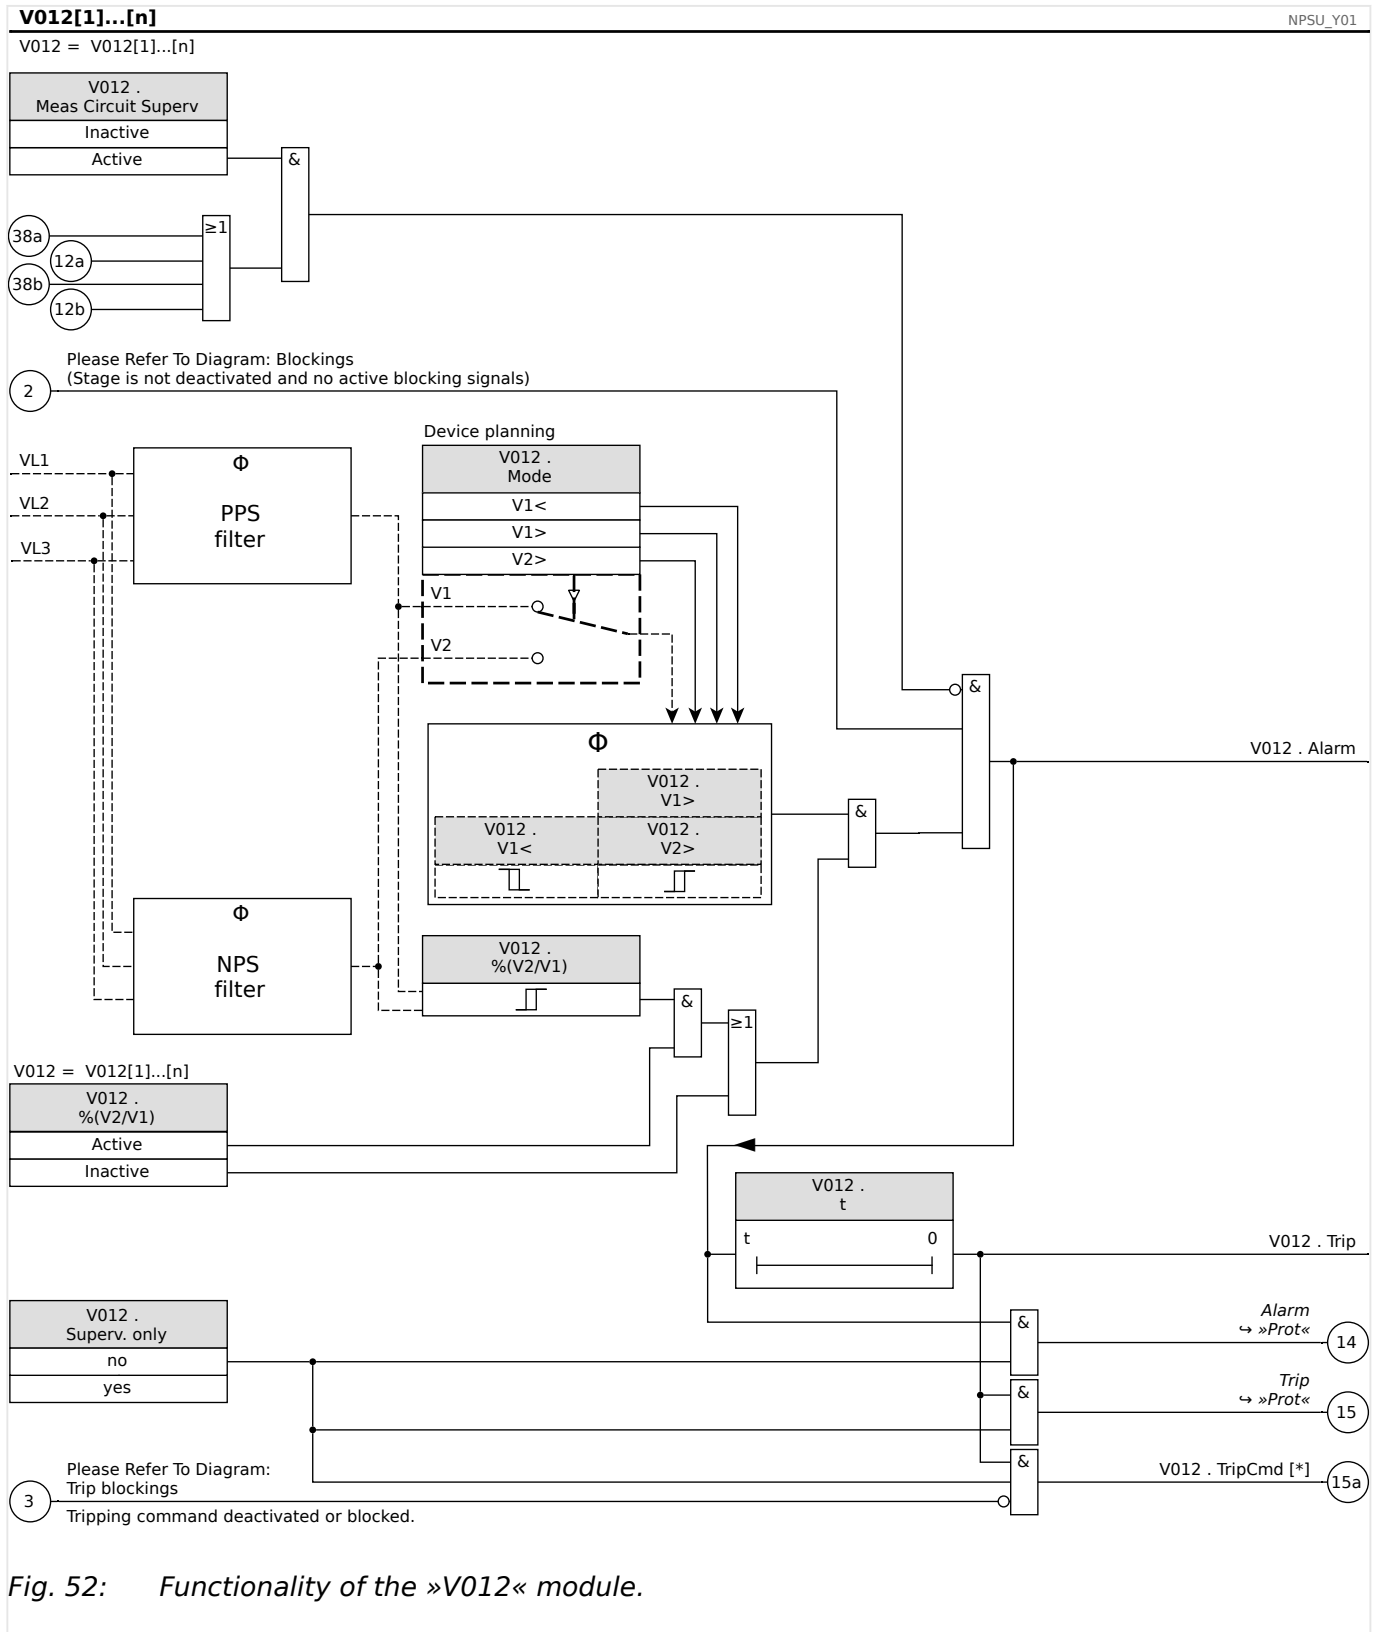 V012[1]...[n]
NPSU_Y01
V012 = V012[1]...[n]
V012 .
Meas Circuit Superv
Inactive
Active
&
≥1
38a
12a
38b
12b
Please Refer To Diagram: Blockings
(Stage is not deactivated and no active blocking signals)
2
Device planning
VL1
VL2
VL3
Φ
PPS
filter
V012 .
Mode
V1<
V1>
V2>
V1
V2
&
V012 . Alarm
Φ
V012 .
V1>
V012 .
V1<
V012 .
V2>
&
Φ
NPS
filter
V012 .
%(V2/V1)
&
≥1
V012 = V012[1]...[n]
V012 .
%(V2/V1)
Active
Inactive
V012 .
t
t 0
V012 . Trip
V012 .
Superv. only
no
yes
&
Alarm
↪ »Prot«
14
&
Trip
↪ »Prot«
15
&
V012 . TripCmd [*]
15a
Please Refer To Diagram:
Trip blockings
3
Tripping command deactivated or blocked.
Fig. 52: Functionality of the »V012« module.